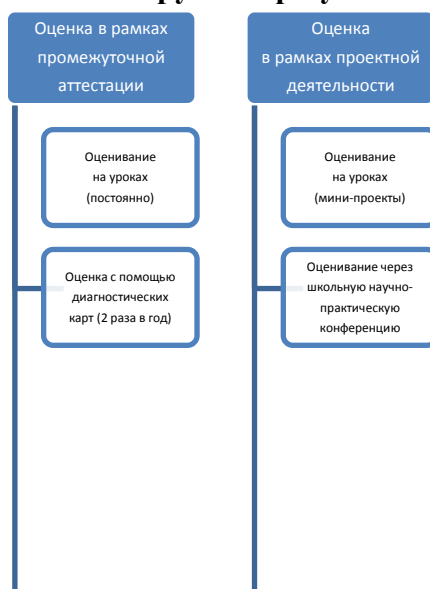 Оценка в рамках
промежуточной
аттестации
Оценивание
на уроках
(постоянно)
Оценка с помощью
диагностических
карт (2 раза в год)
Оценка
в рамках проектной
деятельности
Оценивание
на уроках
(мини-проекты)
Оценивание через
школьную научно-
практическую
конференцию